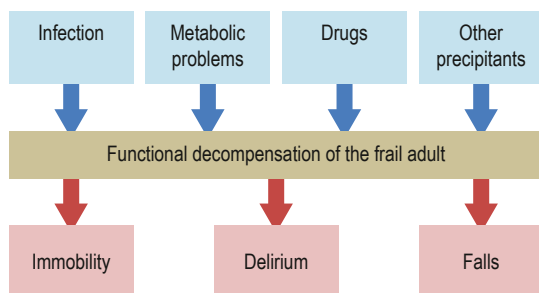 Infection
Metabolic
problems
Drugs
Other
precipitants
Functional decompensation of the frail adult
Immobility
Delirium
Falls